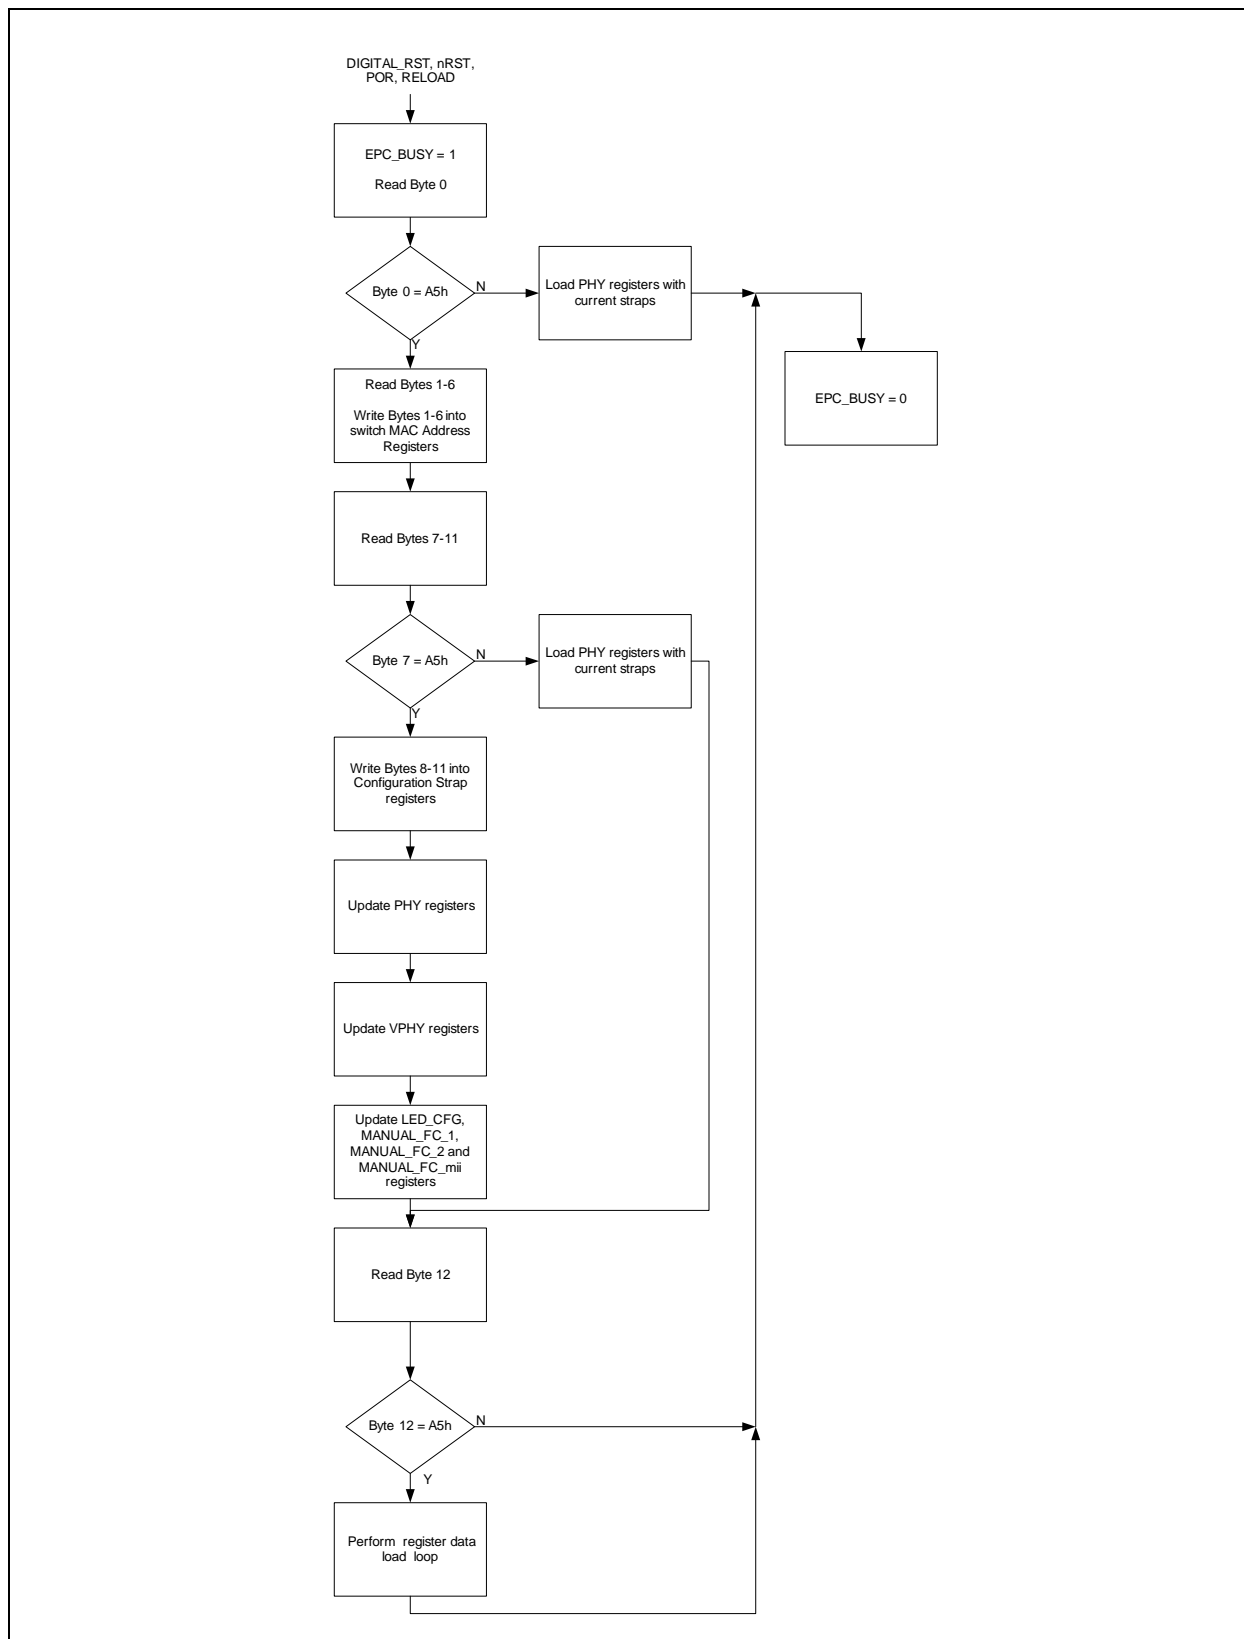 DIGITAL_RST, nRST,
POR, RELOAD
EPC_BUSY = 1
Read Byte 0
Byte 0 = A5h
N
Load PHY registers with
current straps
Y
EPC_BUSY = 0
Read Bytes 1-6
Write Bytes 1-6 into
switch MAC Address
Registers
Read Bytes 7-11
Byte 7 = A5h
N
Load PHY registers with
current straps
Y
Write Bytes 8-11 into
Configuration Strap
registers
Update PHY registers
Update VPHY registers
Update LED_CFG,
MANUAL_FC_1,
MANUAL_FC_2 and
MANUAL_FC_mii
registers
Read Byte 12
Byte 12 = A5h
N
Y
Perform register data
load loop